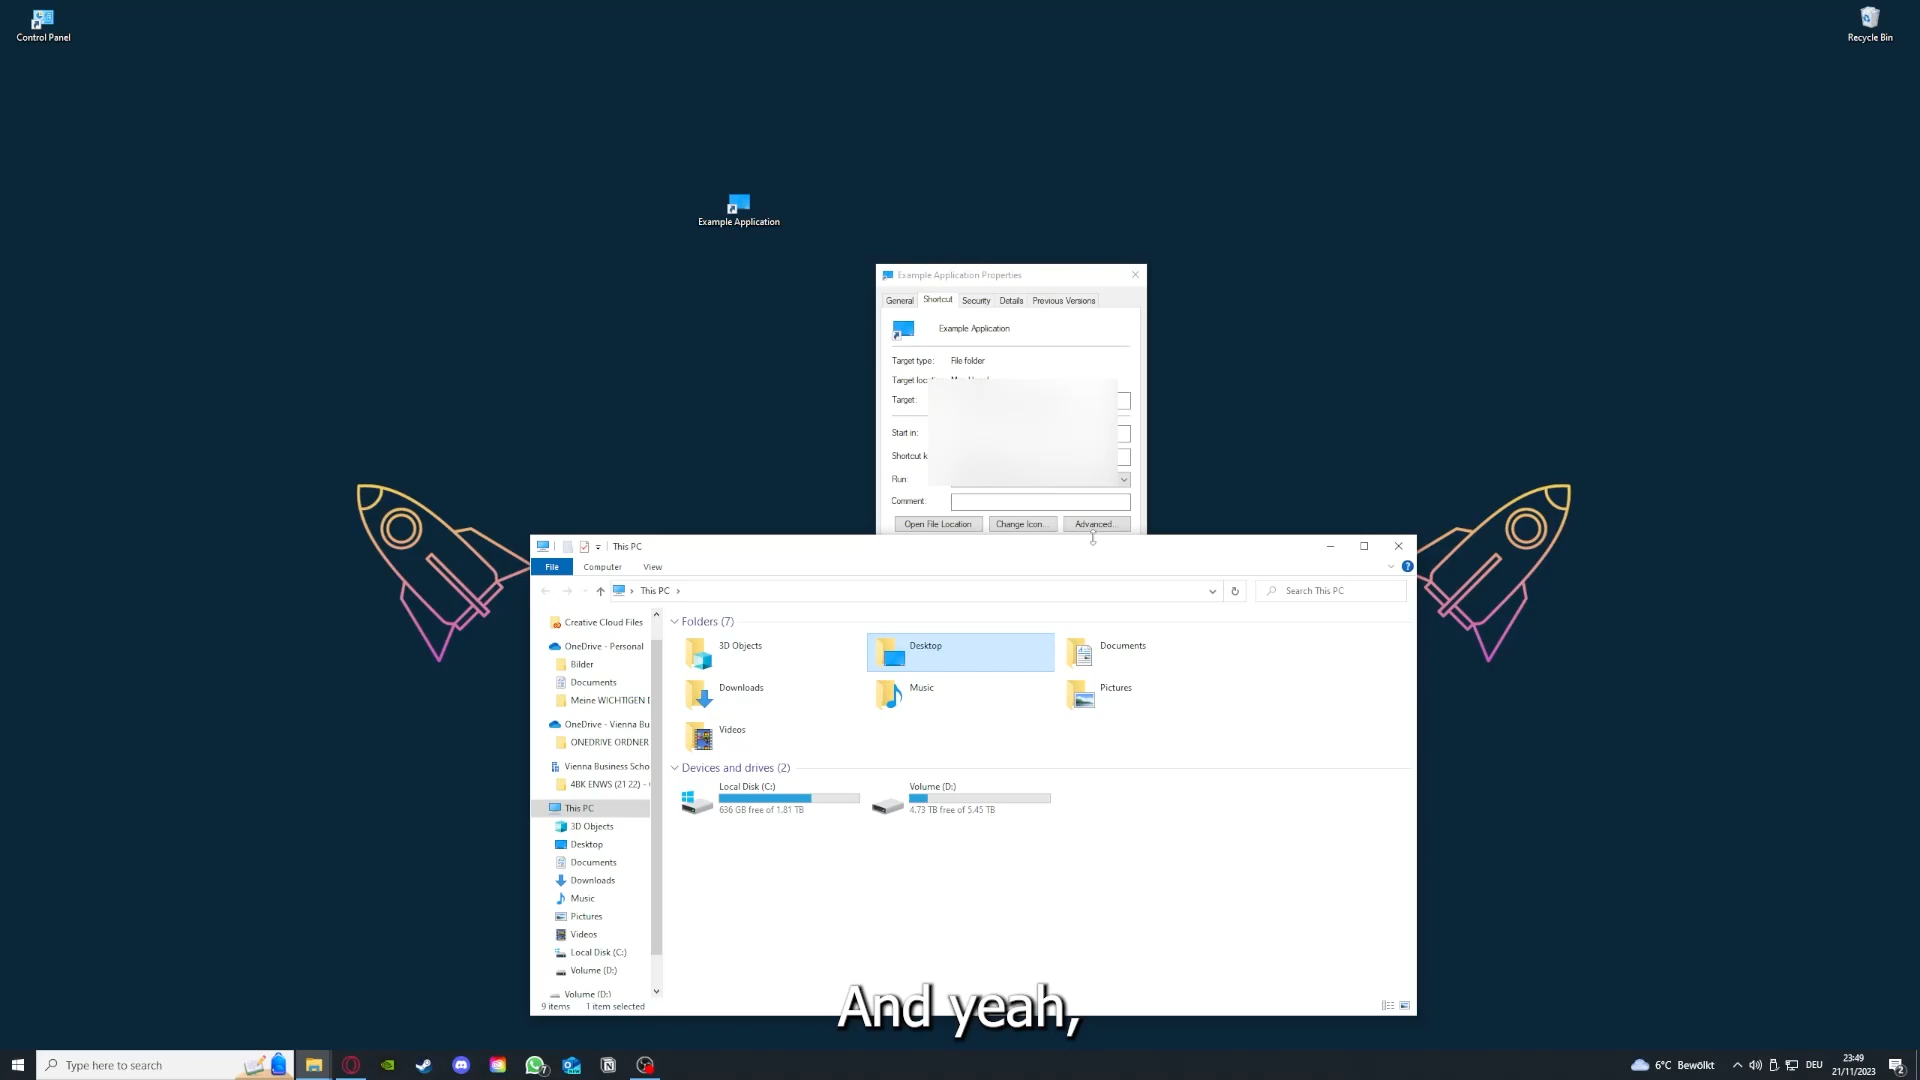 Control Panel
Recycle Bin
Example Application
Example Application Properties
General Shortcut Security Details Previous Versions
Example Application
Target type: File folder
Target
Target:
Start in:
Shortcut
Run:
Comment:
Open File Location Change Icon... Advanced...
This PC
File Computer View
This PC
Search This PC
Creative Cloud Files
OneDrive - Personal
Bilder
Documents
Meine WICHTIGEN
OneDrive - Vienna Bu
ONEDRIVE ORDNER
Vienna Business Scho
4BK ENWS (21 22) -
This PC
3D Objects
Desktop
Documents
Downloads
Music
Pictures
Videos
Local Disk (C:)
Volume (D:)
Volume (D:)
Folders (7)
3D Objects
Desktop
Documents
Downloads
Music
Pictures
Videos
Devices and drives (2)
Local Disk (C:)
636 GB free of 1.81 TB
Volume (D:)
4.73 TB free of 5.45 TB
9 items 1 item selected
And yeah,
Type here to search
7
6°C Bewölkt
DEU
23:49
21/11/2023
2